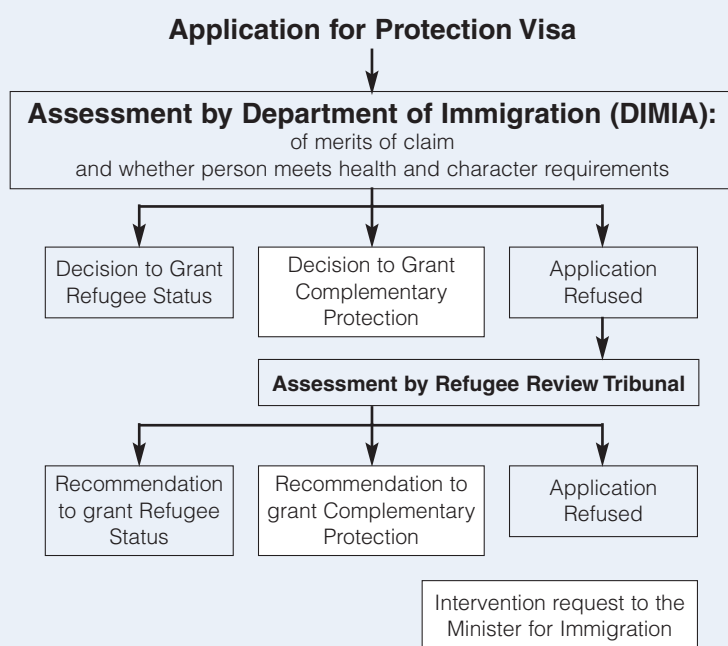 Application for Protection Visa
Assessment by Department of Immigration (DIMIA):
of merits of claim
and whether person meets health and character requirements
Decision to Grant
Refugee Status
Decision to Grant
Complementary
Protection
Application
Refused
Assessment by Refugee Review Tribunal
Recommendation
to grant Refugee
Status
Recommendation to
grant Complementary
Protection
Application
Refused
Intervention request to the
Minister for Immigration